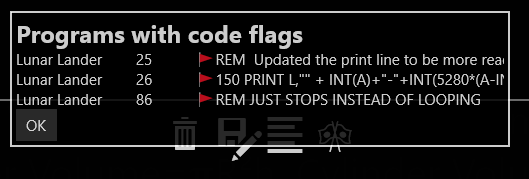 Programs with code flags
Lunar Lander 25 REM Updated the print line to be more rea
Lunar Lander 26 150 PRINT L,"" + INT(A)+"-"+INT(5280*(A-I
Lunar Lander 86 REM JUST STOPS INSTEAD OF LOOPING
OK